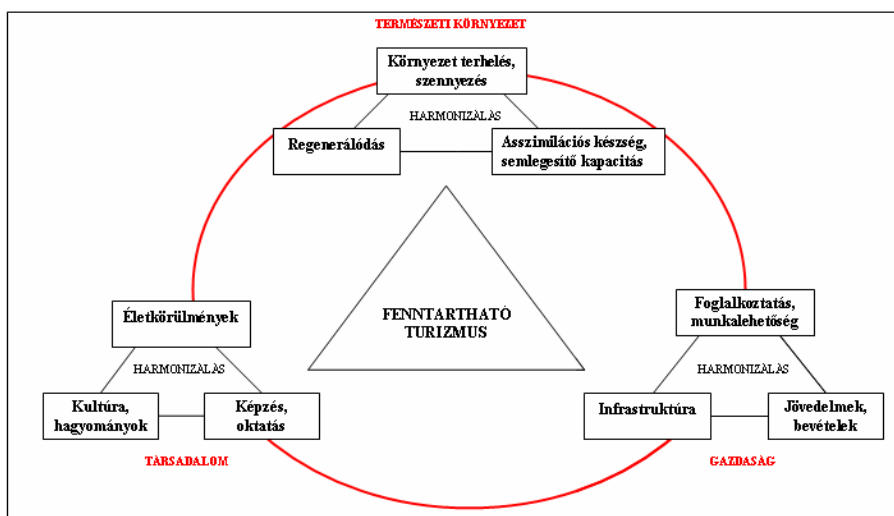 TERMÉSZETI KÖRNYEZET
Környezet terhelés,
szennyezés
HARMONIZÁLÁS
Regenerálódás
Asszimilációs készség,
semlegesítő kapacitás
FENNTARTHATÓ
TURIZMUS
Életkörülmények
HARMONIZÁLÁS
Kultúra,
hagyományok
Képzés,
oktatás
TÁRSADALOM
Foglalkoztatás,
munkalehetőség
HARMONIZÁLÁS
Infrastruktúra
Jövedelmek,
bevételek
GAZDASÁG